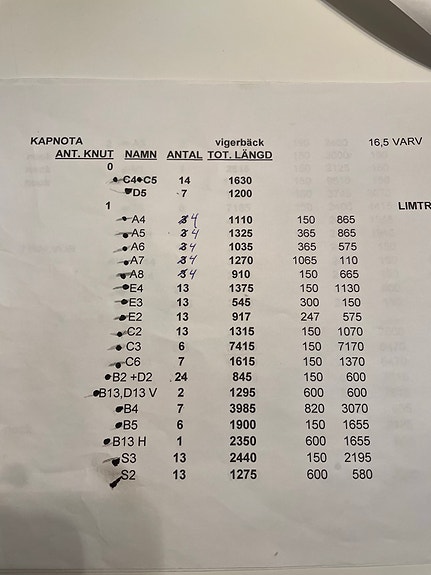 KAPNOTA vigerbäck 16,5 VARV
ANT. KNUT NAMN ANTAL TOT. LÄNGD
0
C4 C5 14 1630
D5 7 1200
1 LIMTR
A4 4 1110 150 865
A5 4 1325 365 865
A6 4 1035 365 575
A7 4 1270 1065 110
A8 4 910 150 665
E4 13 1375 150 1130
E3 13 545 300 150
E2 13 917 247 575
C2 13 1315 150 1070
C3 6 7415 150 7170
C6 7 1615 150 1370
B2 +D2 24 845 150 600
B13,D13 V 2 1295 600 600
B4 7 3985 820 3070
B5 6 1900 150 1655
B13 H 1 2350 600 1655
S3 13 2440 150 2195
S2 13 1275 600 580